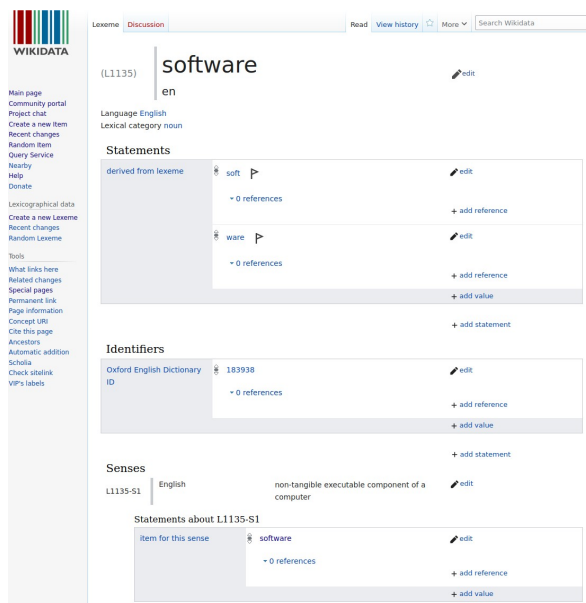 WIKIDATA
Main page
Community portal
Project chat
Create a new Item
Recent changes
Random Item
Query Service
Nearby
Help
Donate
Lexicographical data
Create a new Lexeme
Recent changes
Random Lexeme
Tools
What links here
Related changes
Special pages
Permanent link
Page information
Concept URI
Cite this page
Ancestors
Automatic addition
Scholia
Check sitelink
VIP's labels
Lexeme Discussion Read View history More Search Wikidata
(L1135) software edit
en
Language English
Lexical category noun
Statements
derived from lexeme soft edit
0 references
+ add reference
ware edit
0 references
+ add reference
+ add value
+ add statement
Identifiers
Oxford English Dictionary 183938 edit
ID
0 references
+ add reference
+ add value
+ add statement
Senses
L1135-S1 English non-tangible executable component of a edit
computer
Statements about L1135-S1
item for this sense software edit
0 references
+ add reference
+ add value